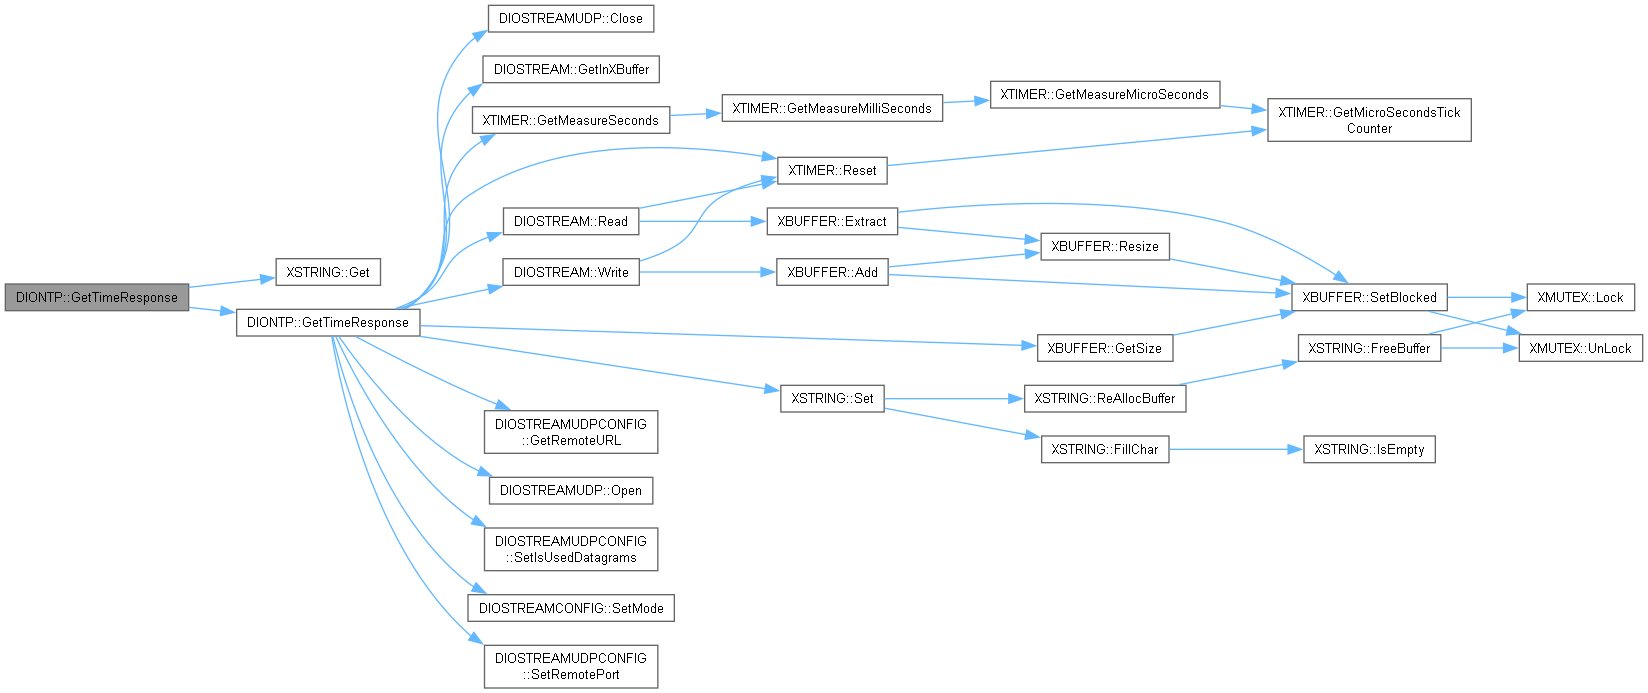 DIONTP::GetTimeResponse
XSTRING::Get
DIONTP::GetTimeResponse
DIOSTREAMUDP::Close
DIOSTREAM::GetInXBuffer
XTIMER::GetMeasureSeconds
XTIMER::GetMeasureMilliSeconds
XTIMER::GetMeasureMicroSeconds
XTIMER::GetMicroSecondsTick
Counter
XTIMER::Reset
DIOSTREAM::Read
XBUFFER::Extract
XBUFFER::Resize
DIOSTREAM::Write
XBUFFER::Add
XBUFFER::SetBlocked
XMUTEX::Lock
XMUTEX::UnLock
XBUFFER::GetSize
XSTRING::FreeBuffer
XSTRING::Set
XSTRING::ReAllocBuffer
XSTRING::FillChar
XSTRING::IsEmpty
DIOSTREAMUDPCONFIG
::GetRemoteURL
DIOSTREAMUDP::Open
DIOSTREAMUDPCONFIG
::SetIsUsedDatagrams
DIOSTREAMCONFIG::SetMode
DIOSTREAMUDPCONFIG
::SetRemotePort